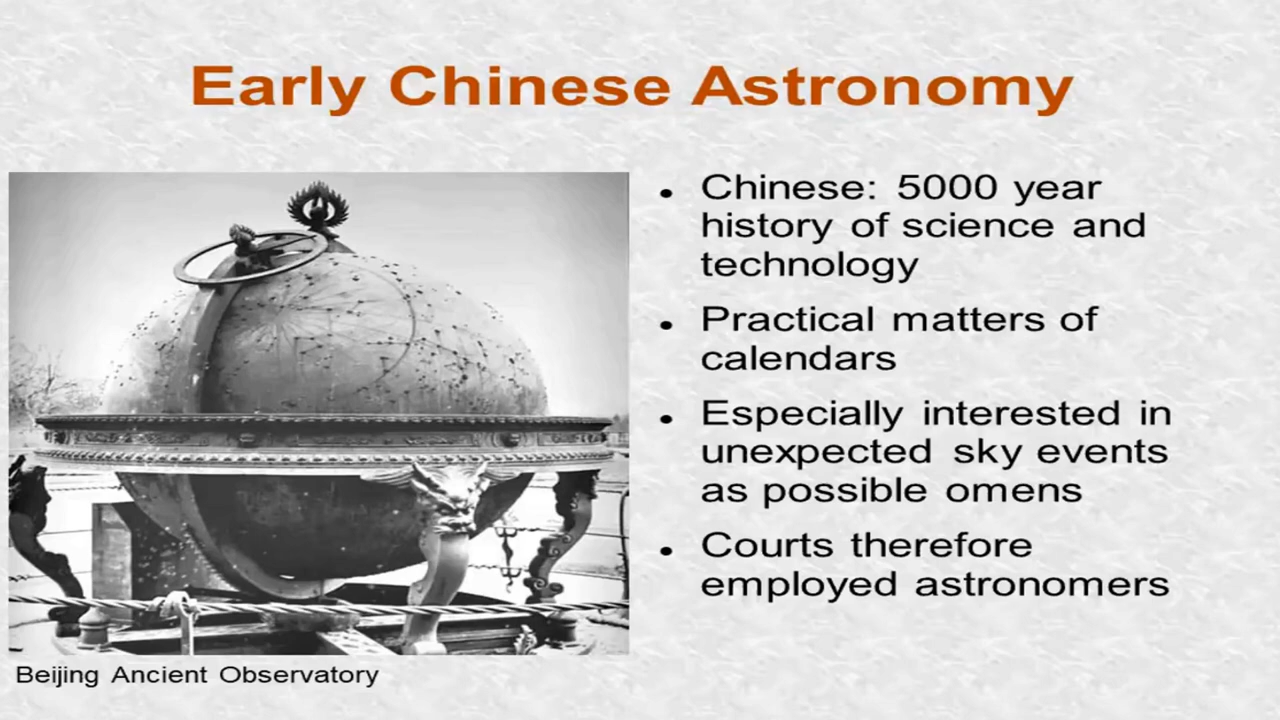 Early Chinese Astronomy
Chinese: 5000 year
history of science and
technology
Practical matters of
calendars
Especially interested in
unexpected sky events
as possible omens
Courts therefore
employed astronomers
Beijing Ancient Observatory